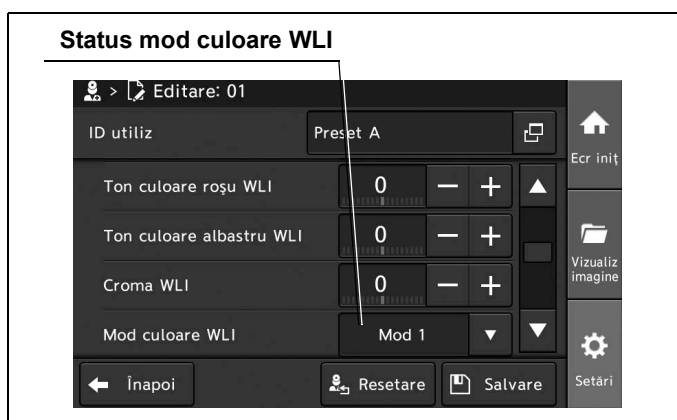 Status mod culoare WLI
> Editare: 01
ID utiliz Preset A
Ecr iniț
Ton culoare roșu WLI 0 − +
Ton culoare albastru WLI 0 − +
Vizualiz
imagine
Croma WLI 0 − +
Mod culoare WLI Mod 1
Înapoi Resetare Salvare Setări